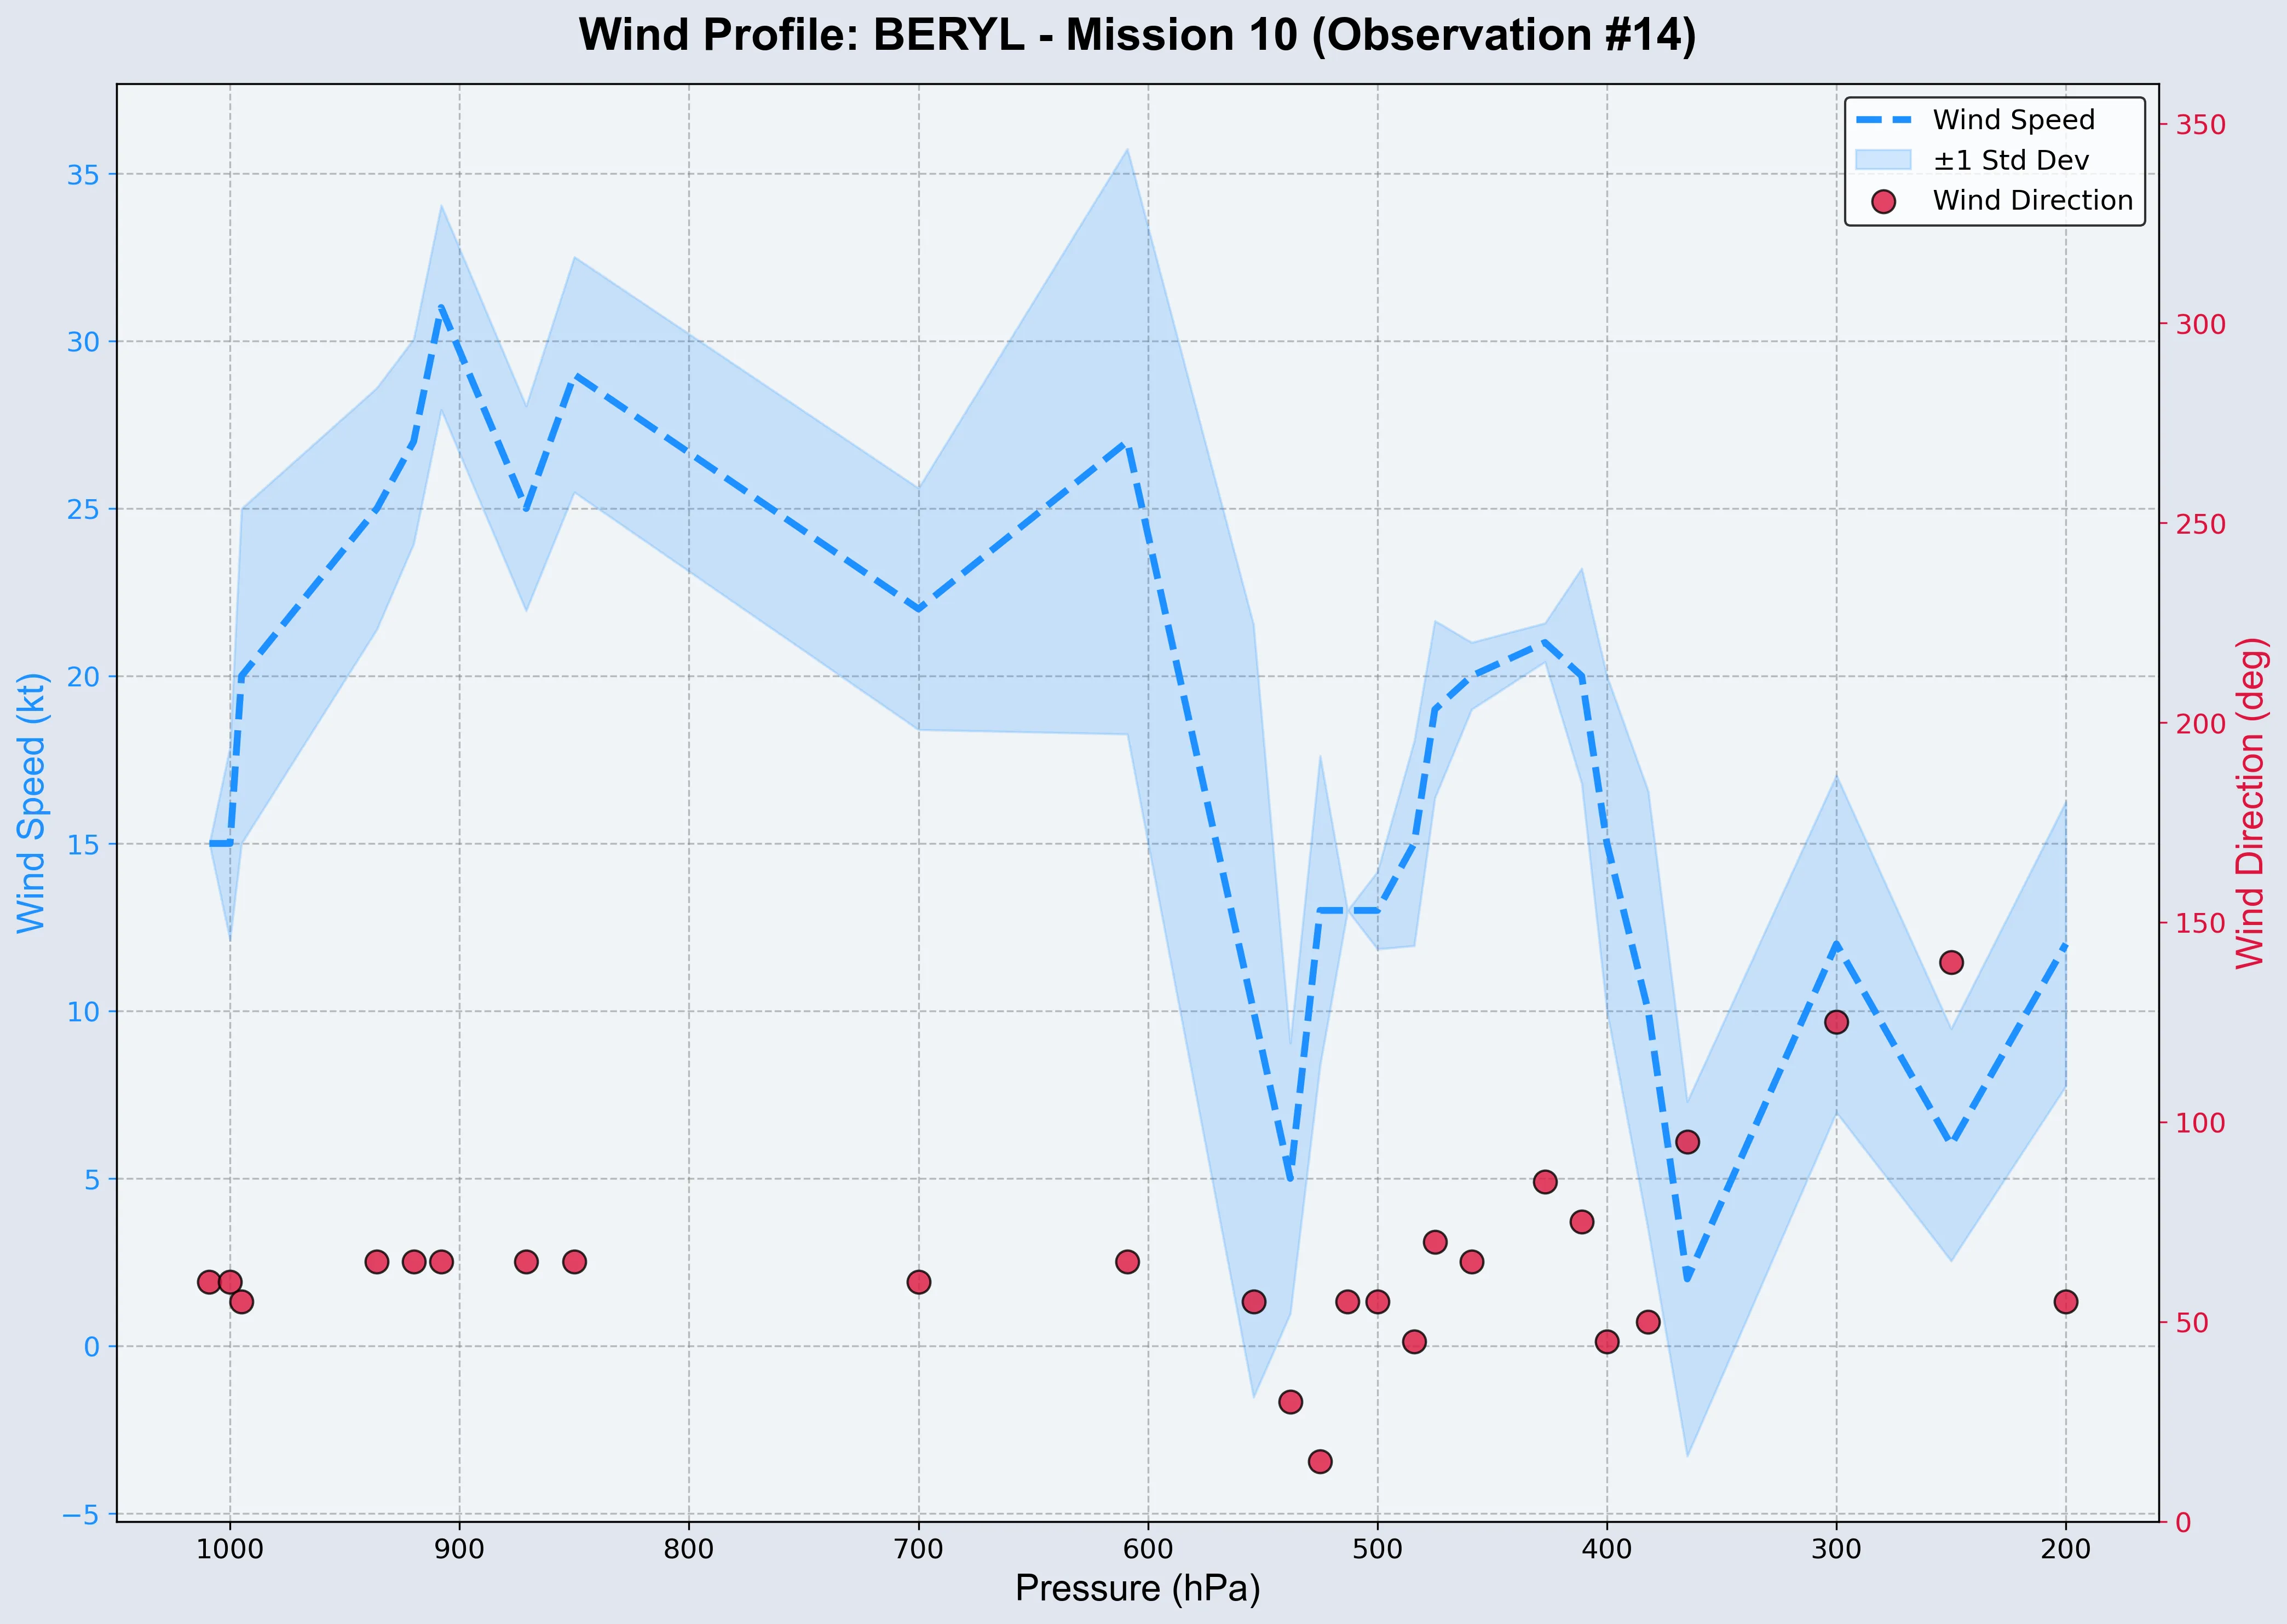 Wind Profile: BERYL - Mission 10 (Observation #14)
Wind Speed
±1 Std Dev
Wind Direction
Wind Speed (kt)
35
30
25
20
15
10
5
0
−5
350
300
250
200
150
100
50
0
Wind Direction (deg)
1000 900 800 700 600 500 400 300 200
Pressure (hPa)